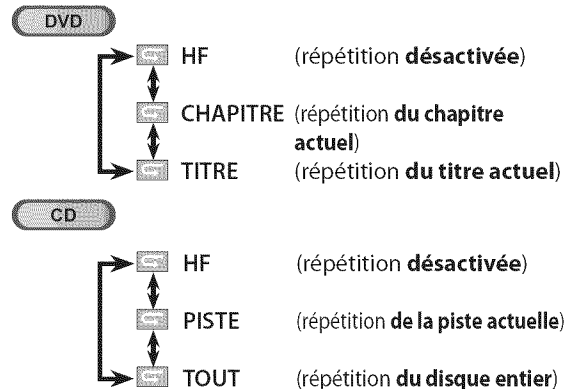 DVD
HF (répétition désactivée)
CHAPITRE (répétition du chapitre
actuel)
TITRE (répétition du titre actuel)
CD
HF (répétition désactivée)
PISTE (répétition de la piste actuelle)
TOUT (répétition du disque entier)